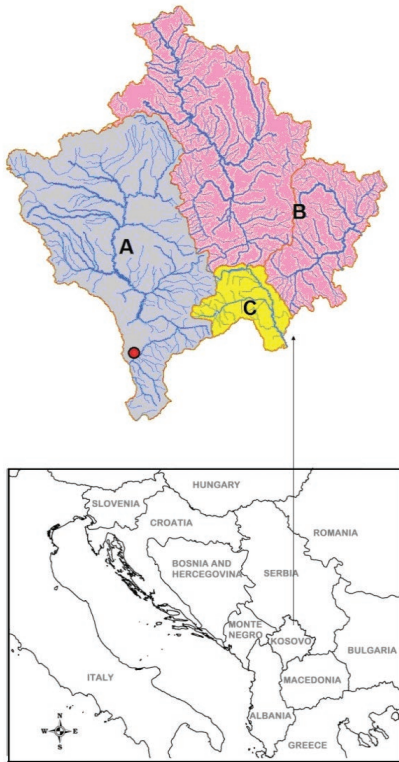 A
B
C
HUNGARY
SLOVENIA
CROATIA
ROMANIA
BOSNIA AND
HERCEGOVINA
SERBIA
MONTE
NEGRO
KOSOVO
BULGARIA
ITALY
MACEDONIA
ALBANIA
GREECE
N
W
E
S